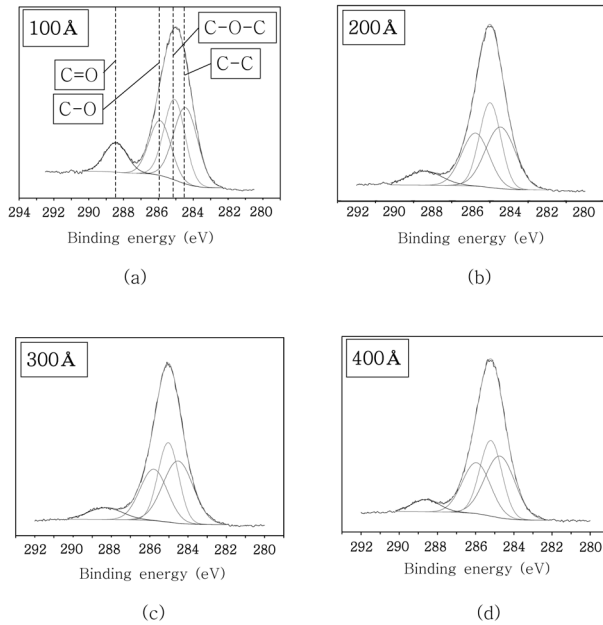 100Å
C-O-C
C=O
C-C
C-O
294 292 290 288 286 284 282 280 280
Binding energy (eV)
(a)
200Å
292 290 288 286 284 282 280
Binding energy (eV)
(b)
300Å
292 290 288 286 284 282 280
Binding energy (eV)
(c)
400Å
292 290 288 286 284 282 280
Binding energy (eV)
(d)